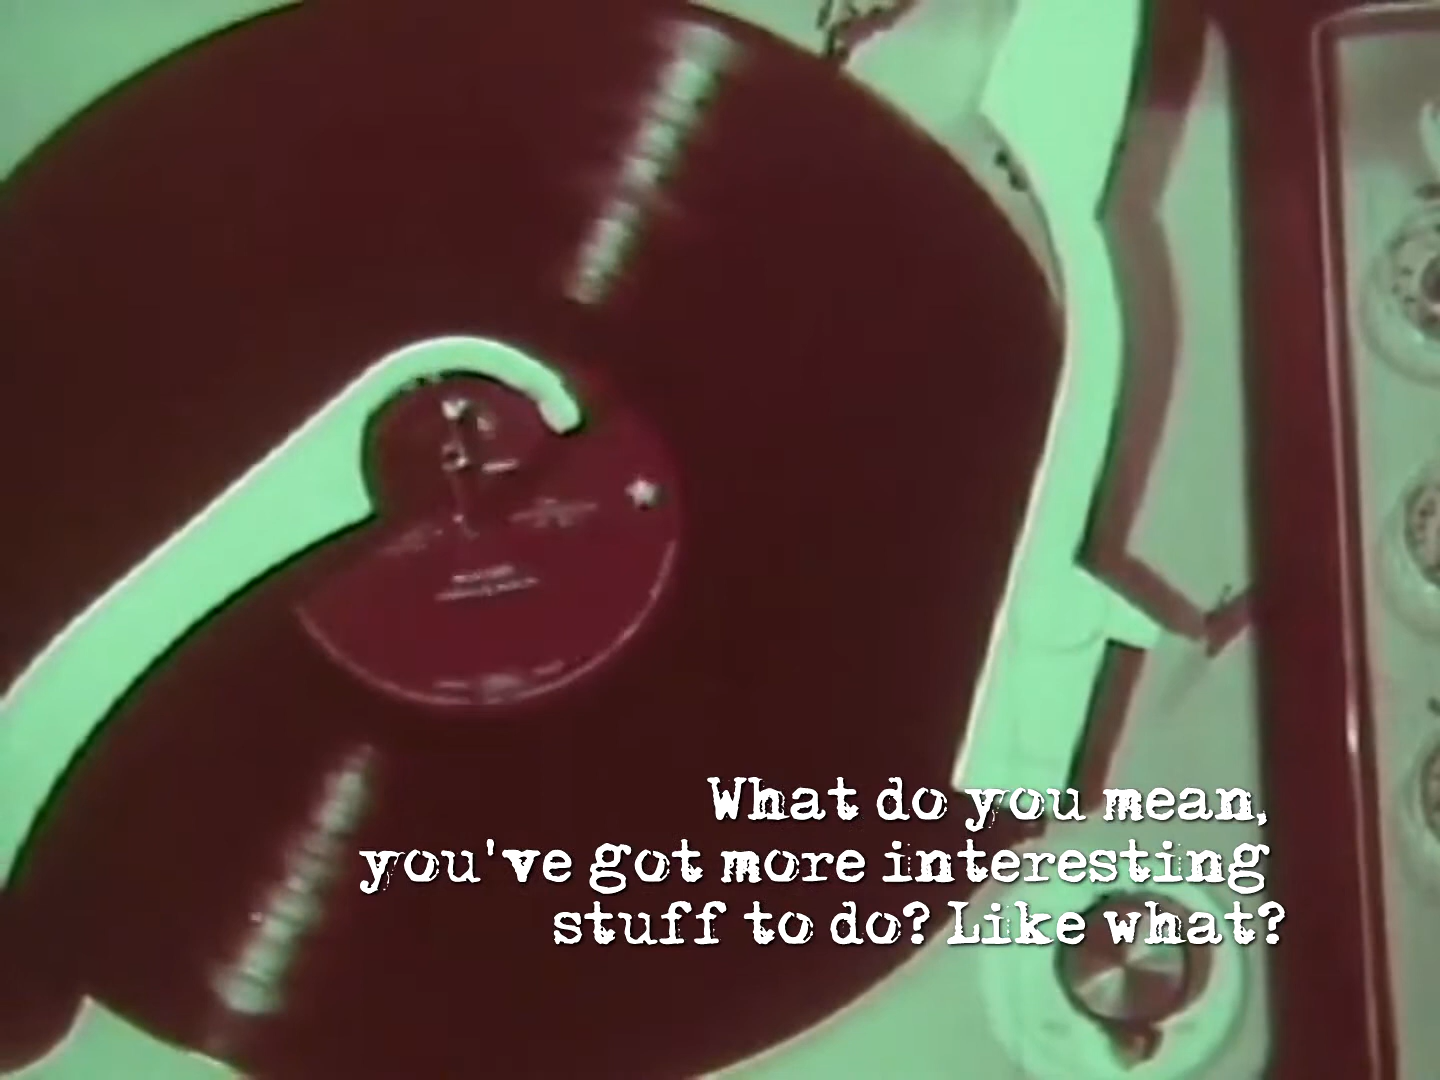 What do you mean,
you've got more interesting
stuff to do? Like what?